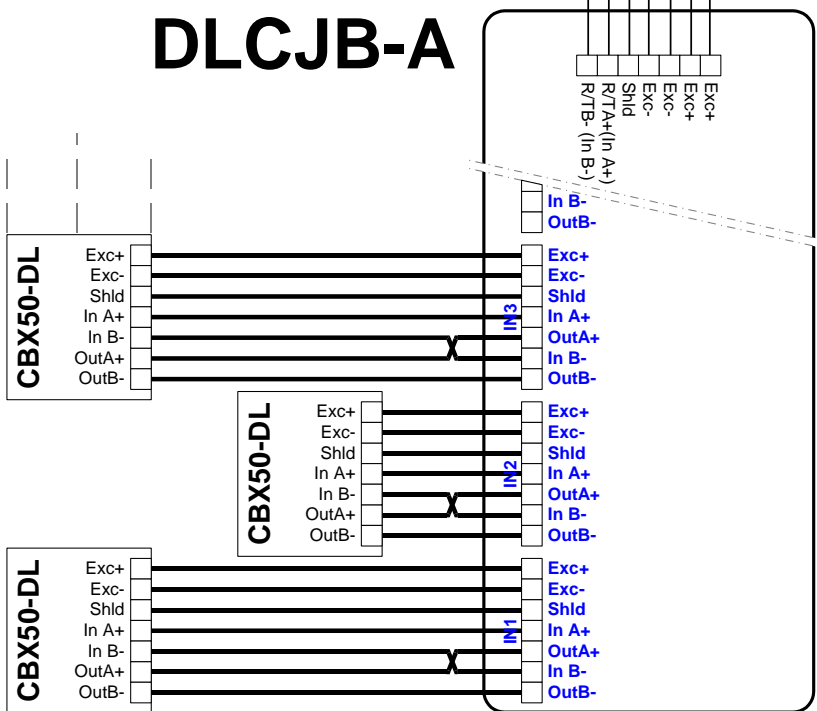 DLCJB-A
R/TB- (In B-)
R/TA+(In A+)
Shld
Exc-
Exc-
Exc+
Exc+
In B-
OutB-
CBX50-DL
Exc+
Exc-
Shld
In A+
In B-
OutA+
OutB-
IN3
Exc+
Exc-
Shld
In A+
OutA+
In B-
OutB-
CBX50-DL
Exc+
Exc-
Shld
In A+
In B-
OutA+
OutB-
IN2
Exc+
Exc-
Shld
In A+
OutA+
In B-
OutB-
CBX50-DL
Exc+
Exc-
Shld
In A+
In B-
OutA+
OutB-
IN1
Exc+
Exc-
Shld
In A+
OutA+
In B-
OutB-